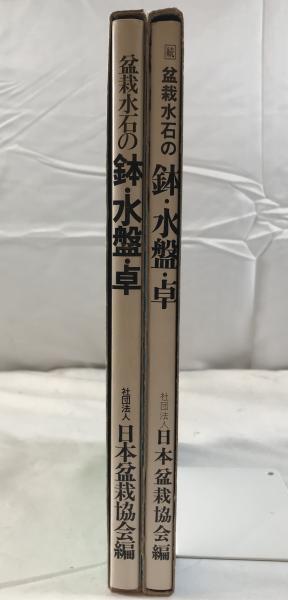 盆栽水石の
鉢・水盤・卓
社団法人
日本盆栽協会編
続
盆栽水石の
鉢・水盤・卓
社団法人
日本盆栽協会編